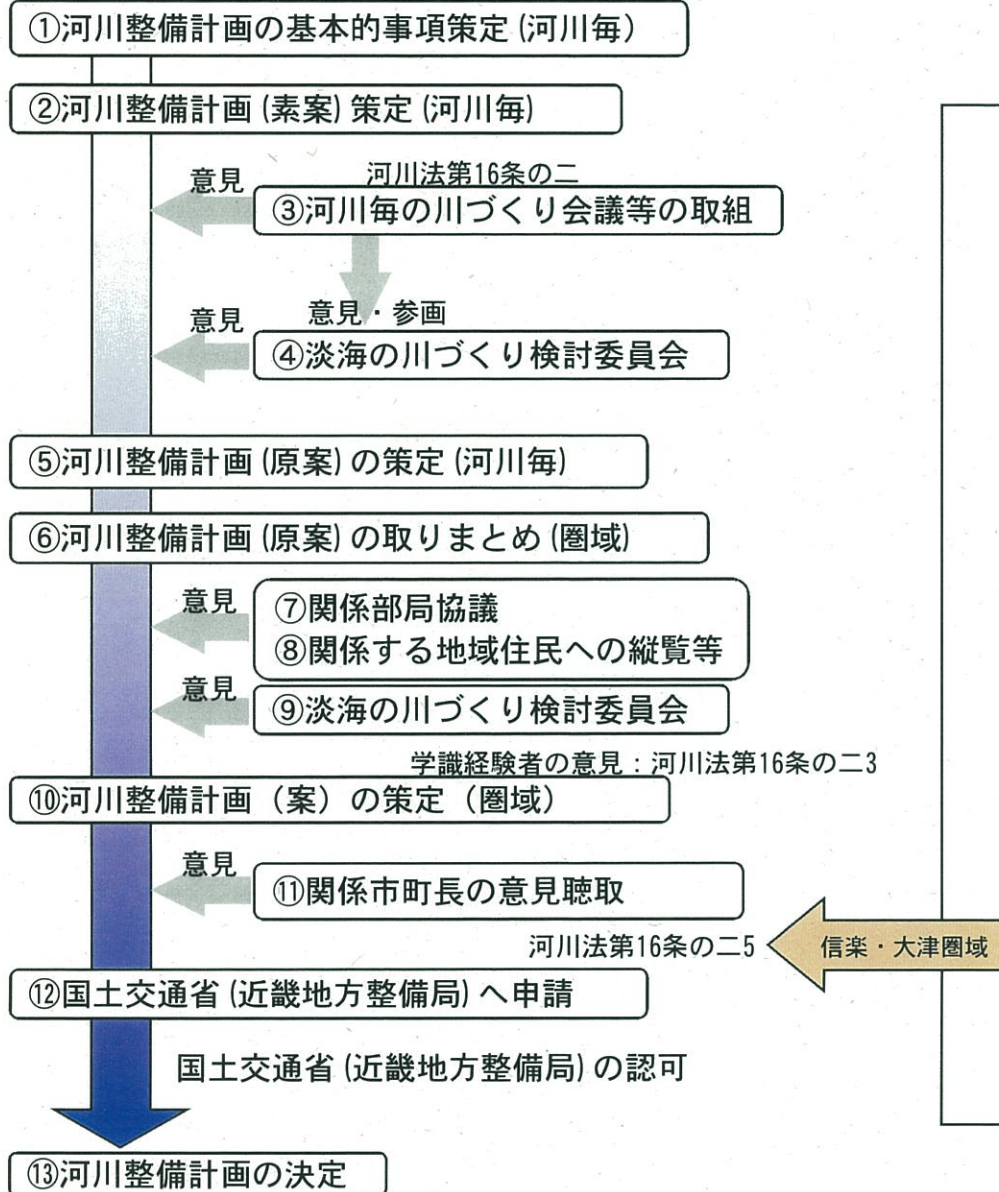 ①河川整備計画の基本的事項策定(河川毎)
②河川整備計画(素案)策定(河川毎)
河川法第16条の二
意見
③河川毎の川づくり会議等の取組
意見・参画
意見
④淡海の川づくり検討委員会
⑤河川整備計画(原案)の策定(河川毎)
⑥河川整備計画(原案)の取りまとめ(圏域)
意見
⑦関係部局協議
⑧関係する地域住民への縦覧等
意見
⑨淡海の川づくり検討委員会
学識経験者の意見:河川法第16条の二3
⑩河川整備計画(案)の策定(圏域)
意見
⑪関係市町長の意見聴取
河川法第16条の二5
信楽・大津圏域
⑫国土交通省(近畿地方整備局)へ申請
国土交通省(近畿地方整備局)の認可
⑬河川整備計画の決定